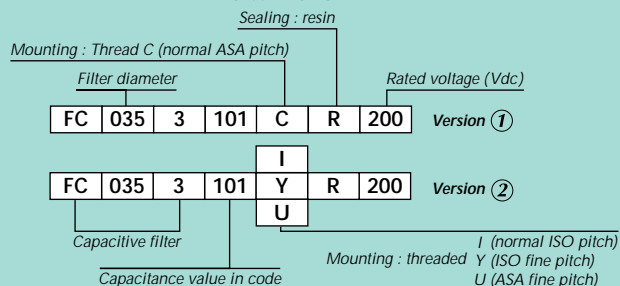 Sealing : resin
Mounting : Thread C (normal ASA pitch)
Filter diameter
Rated voltage (Vdc)
FC 035 3 101 C R 200 Version 1
I
FC 035 3 101 Y R 200 Version 2
U
Capacitive filter
I (normal ISO pitch)
Mounting : threaded Y (ISO fine pitch)
Capacitance value in code
U (ASA fine pitch)